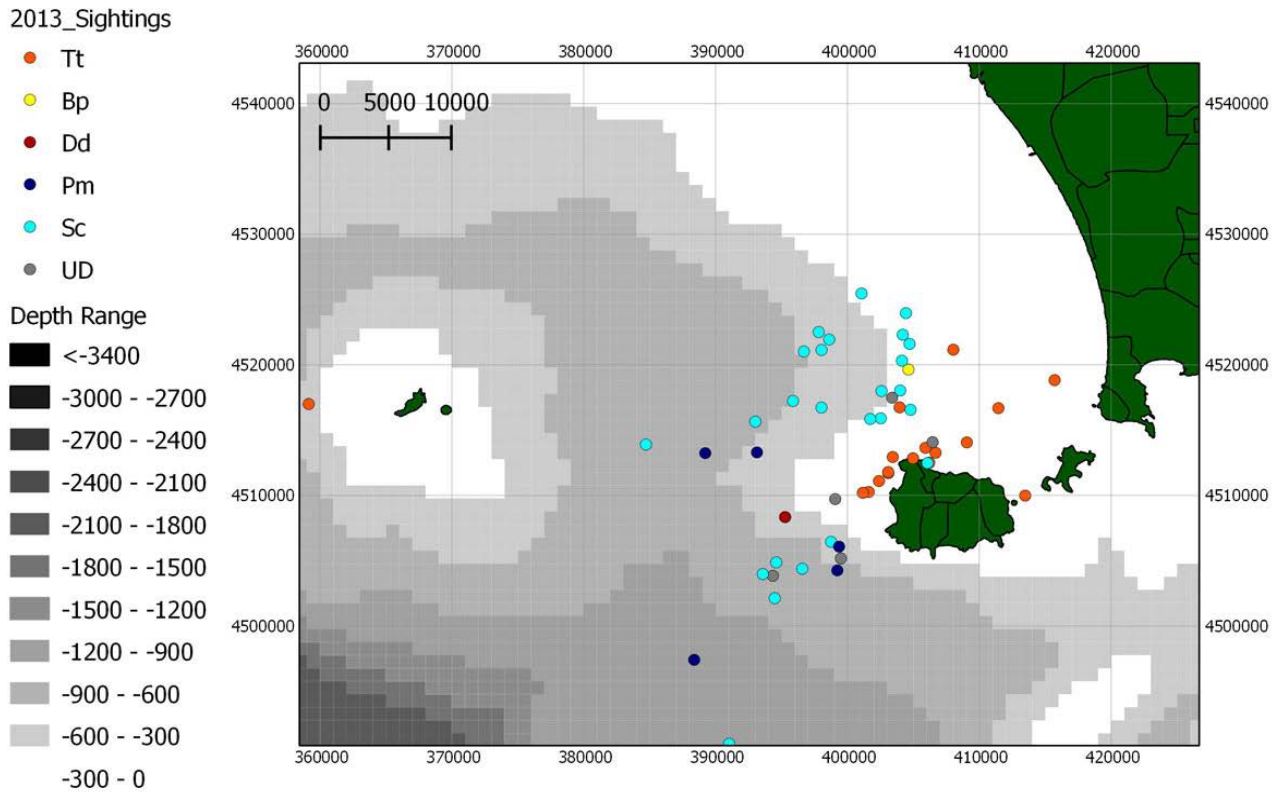 2013_Sightings
Tt
Bp
Dd
Pm
Sc
UD
Depth Range
<-3400
-3000 - -2700
-2700 - -2400
-2400 - -2100
-2100 - -1800
-1800 - -1500
-1500 - -1200
-1200 - -900
-900 - -600
-600 - -300
-300 - 0
360000 370000 380000 390000 400000 410000 420000
0 5000 10000
4540000 4540000
4530000 4530000
4520000 4520000
4510000 4510000
4500000 4500000
360000 370000 380000 390000 400000 410000 420000